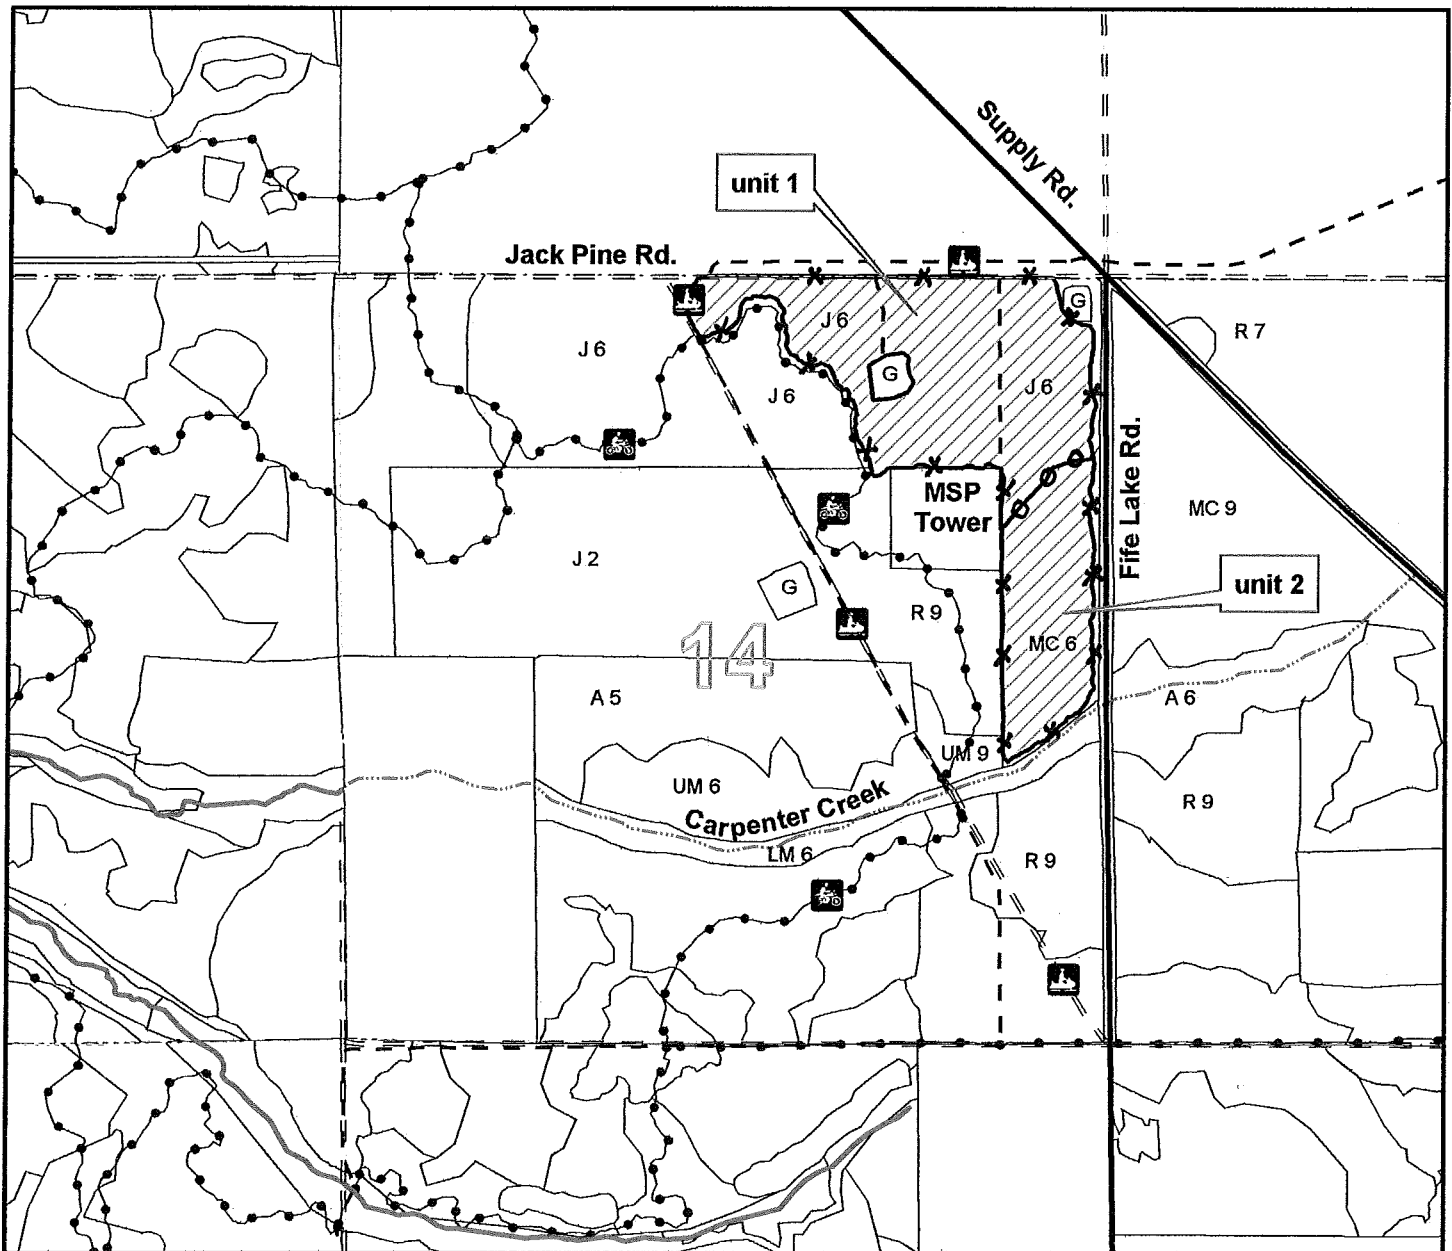 Supply Rd.
unit 1
Jack Pine Rd.
G
J 6
J 6
R 7
G
J 6
J 6
Fife Lake Rd.
MSP
Tower
MC 9
J 2
G
unit 2
R 9
14
MC 6
A 5
A 6
UM 9
UM 6
Carpenter Creek
R 9
LM 6
R 9